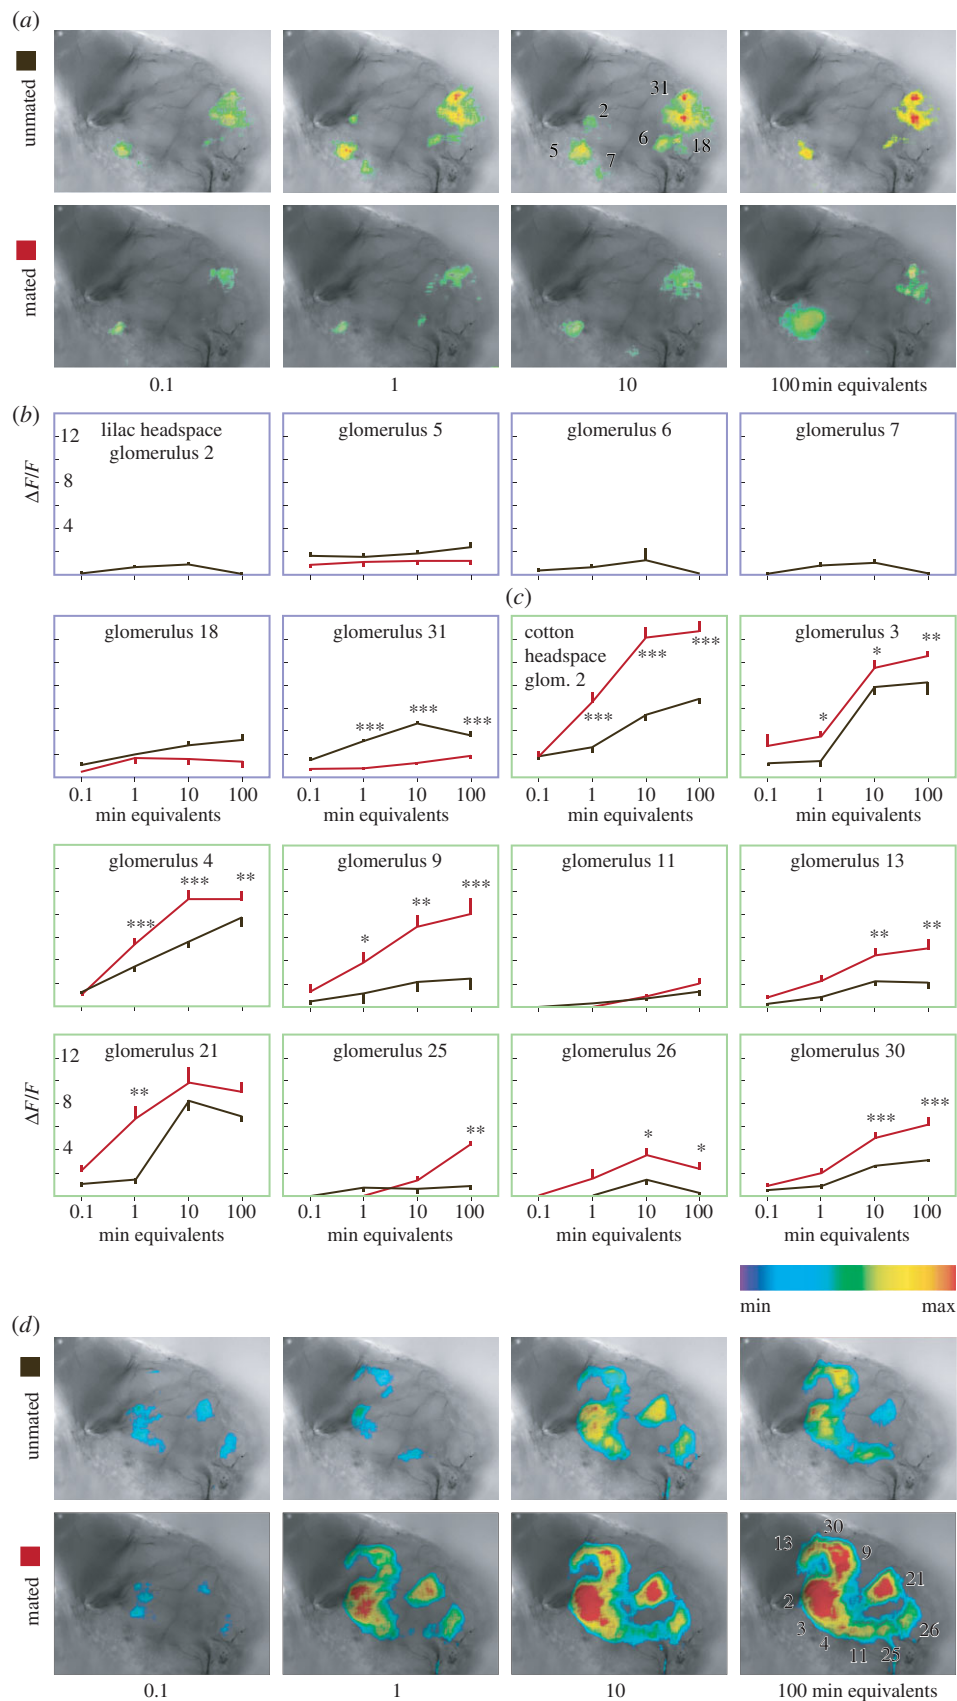 (a)
unmated
31
2
5
6
18
7
mated
0.1
1
10
100 min equivalents
(b)
ΔF/F
12
8
4
lilac headspace
glomerulus 2
glomerulus 5
glomerulus 6
glomerulus 7
glomerulus 18
0.1 1 10 100
min equivalents
glomerulus 31
*** *** ***
0.1 1 10 100
min equivalents
(c)
cotton
headspace
glom. 2
*** *** ***
0.1 1 10 100
min equivalents
glomerulus 3
* * **
0.1 1 10 100
min equivalents
glomerulus 4
*** *** **
glomerulus 9
* ** ***
glomerulus 11
glomerulus 13
** **
ΔF/F
12
8
4
glomerulus 21
**
0.1 1 10 100
min equivalents
glomerulus 25
**
0.1 1 10 100
min equivalents
glomerulus 26
* *
0.1 1 10 100
min equivalents
glomerulus 30
*** ***
0.1 1 10 100
min equivalents
min max
(d)
unmated
mated
30
13
9
21
2
3
4
11
25
26
0.1
1
10
100 min equivalents